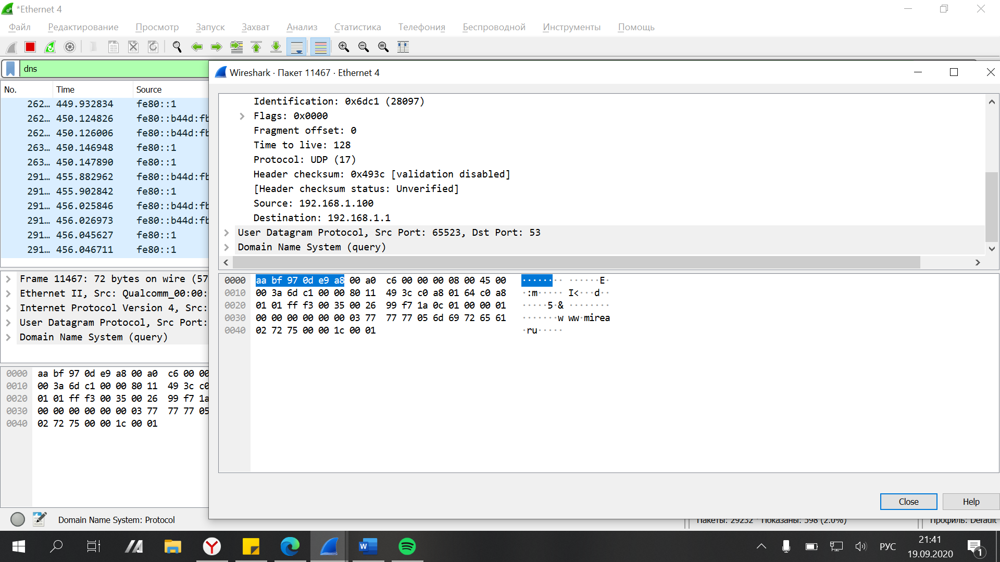 *Ethernet 4
Файл Редактирование Просмотр Запуск Захват Анализ Статистика Телефония Беспроводной Инструменты Помощь
dns
No. Time Source
262... 449.932834 fe80::1
262... 450.124826 fe80::b44d:fb
262... 450.126006 fe80::b44d:fb
263... 450.146948 fe80::1
263... 450.147890 fe80::1
291... 455.882962 fe80::b44d:fb
291... 455.902842 fe80::1
291... 456.025846 fe80::b44d:fb
291... 456.026973 fe80::b44d:fb
291... 456.045627 fe80::1
291... 456.046711 fe80::1
Frame 11467: 72 bytes on wire (57
Ethernet II, Src: Qualcomm_00:00:
Internet Protocol Version 4, Src:
User Datagram Protocol, Src Port:
Domain Name System (query)
0000 aa bf 97 0d e9 a8 00 a0 c6 00 00
0010 00 3a 6d c1 00 00 80 11 49 3c c0
0020 01 01 ff f3 00 35 00 26 99 f7 1a
0030 00 00 00 00 00 00 03 77 77 77 05
0040 02 72 75 00 00 1c 00 01
Wireshark · Пакет 11467 · Ethernet 4
Identification: 0x6dc1 (28097)
Flags: 0x0000
Fragment offset: 0
Time to live: 128
Protocol: UDP (17)
Header checksum: 0x493c [validation disabled]
[Header checksum status: Unverified]
Source: 192.168.1.100
Destination: 192.168.1.1
User Datagram Protocol, Src Port: 65523, Dst Port: 53
Domain Name System (query)
0000 aa bf 97 0d e9 a8 00 a0 c6 00 00 00 08 00 45 00 ········ ······E·
0010 00 3a 6d c1 00 00 80 11 49 3c c0 a8 01 64 c0 a8 ·:m····· I<···d··
0020 01 01 ff f3 00 35 00 26 99 f7 1a 0c 01 00 00 01 ·····5·& ········
0030 00 00 00 00 00 00 03 77 77 77 05 6d 69 72 65 61 ·······w ww·mirea
0040 02 72 75 00 00 1c 00 01 ·ru·····
Close Help
Domain Name System: Protocol
Пакеты: 29232 · Показаны: 598 (2.0%)
Профиль: Default
РУС
21:41
19.09.2020
1